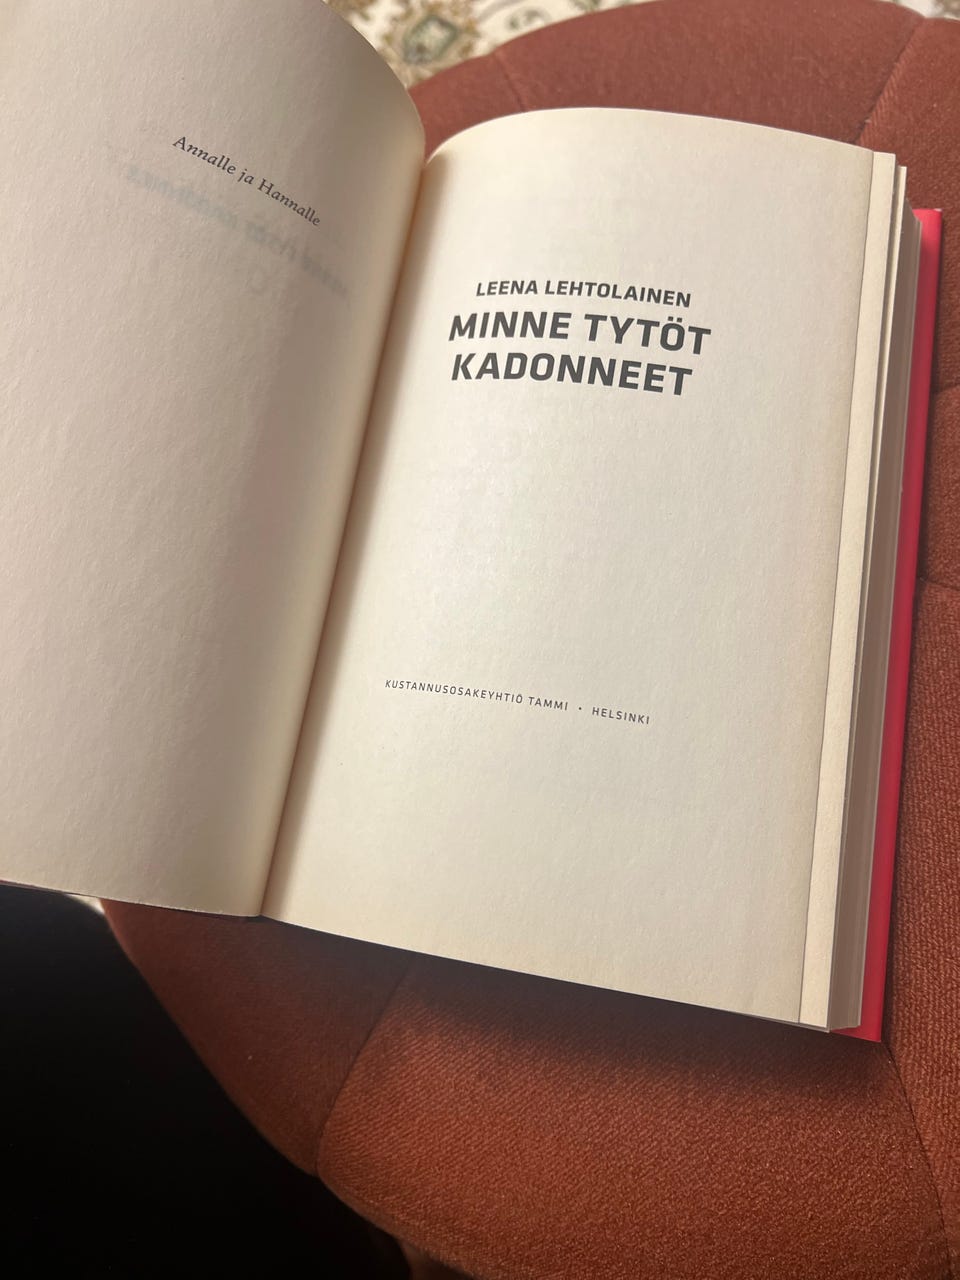 Annalle ja Hannalle
LEENA LEHTOLAINEN
MINNE TYTÖT
KADONNEET
KUSTANNUSOSAKEYHTIÖ TAMMI • HELSINKI